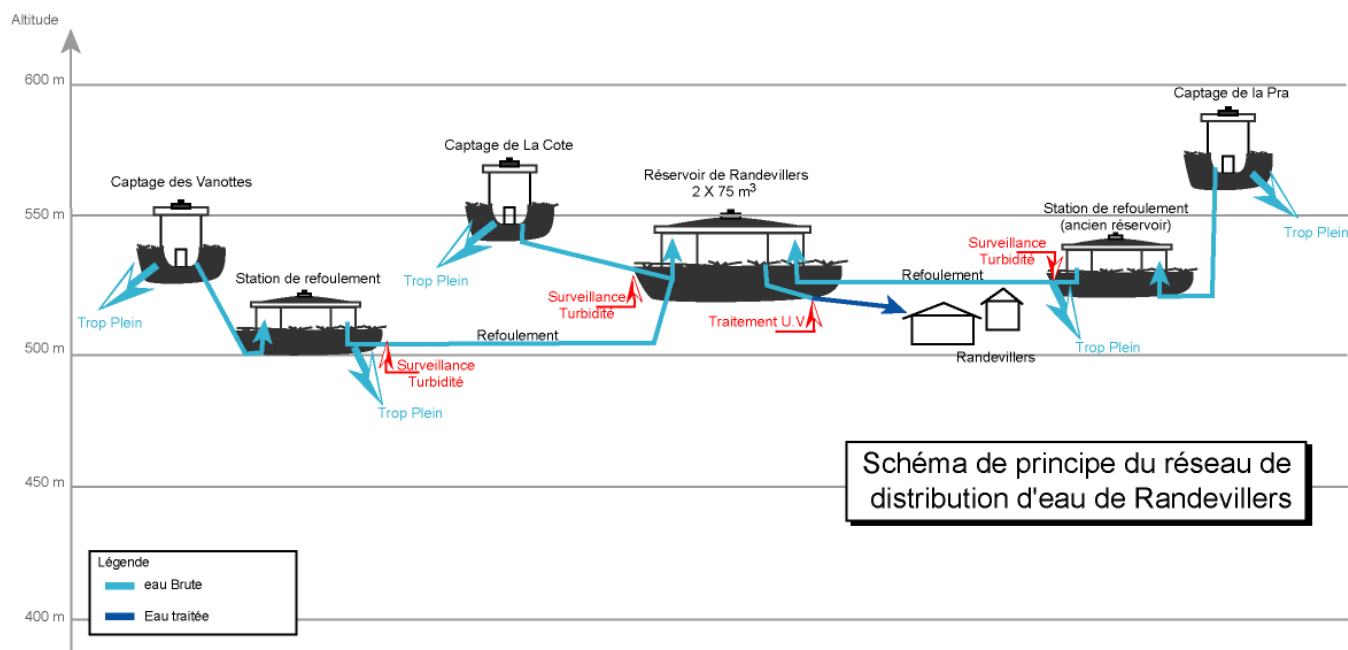 Altitude
600 m
Captage de la Pra
Captage de La Cote
Réservoir de Randevillers
2 X 75 m³
Captage des Vanottes
550 m
Station de refoulement
(ancien réservoir)
Trop Plein
Surveillance
Turbidité
Trop Plein
Refoulement
Station de refoulement
Surveillance
Turbidité
Trop Plein
Traitement U.V
Refoulement
Randevillers
Trop Plein
500 m
Surveillance
Turbidité
Trop Plein
Schéma de principe du réseau de
distribution d'eau de Randevillers
450 m
Légende
eau Brute
Eau traitée
400 m